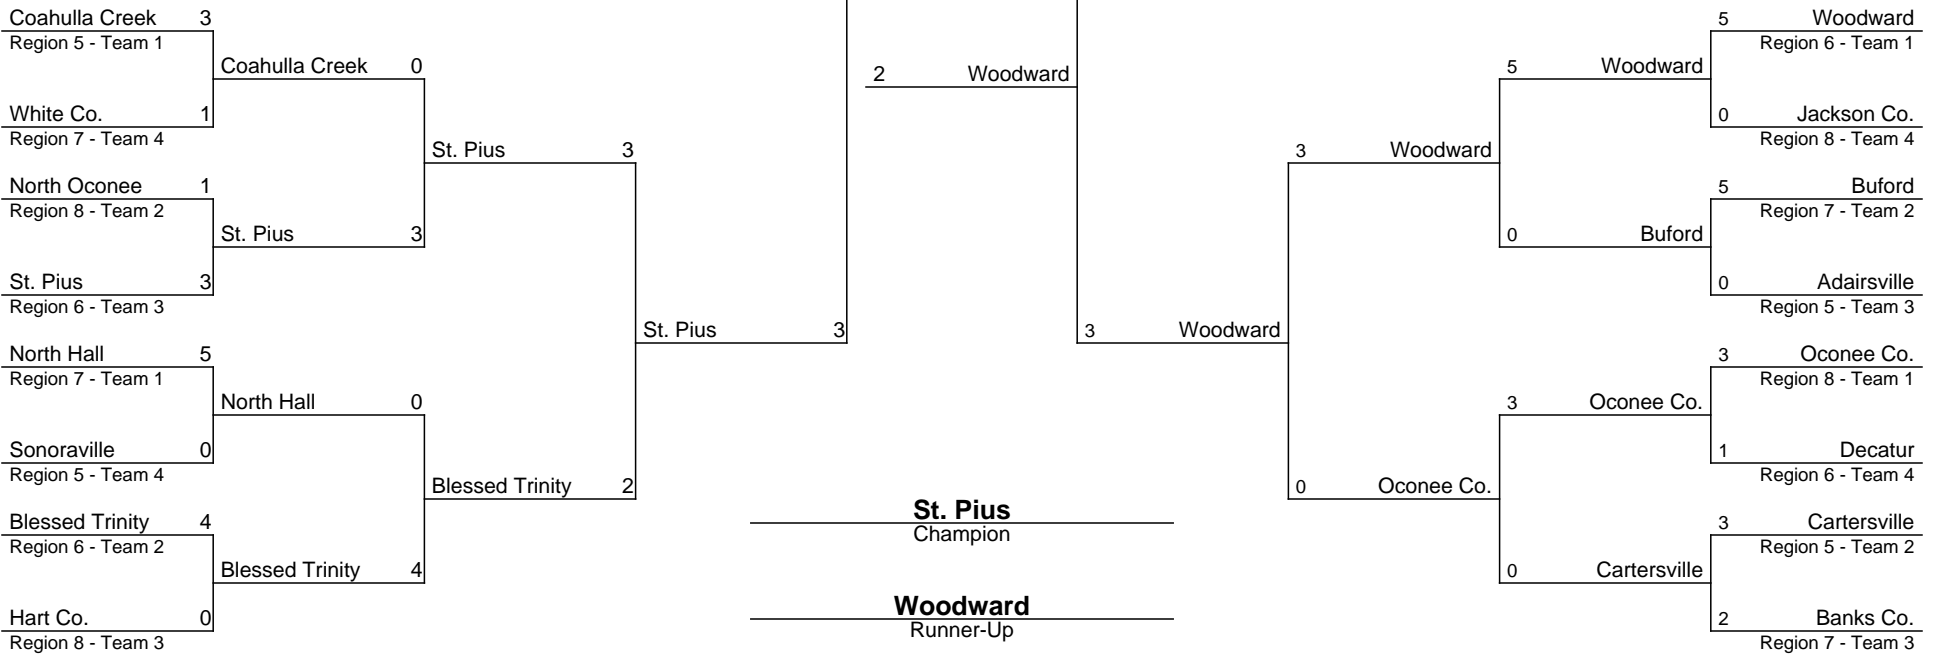 Coahulla Creek 3
Region 5 - Team 1
Coahulla Creek 0
White Co. 1
Region 7 - Team 4
St. Pius 3
North Oconee 1
Region 8 - Team 2
St. Pius 3
St. Pius 3
Region 6 - Team 3
St. Pius 3
North Hall 5
Region 7 - Team 1
North Hall 0
Sonoraville 0
Region 5 - Team 4
Blessed Trinity 2
Blessed Trinity 4
Region 6 - Team 2
Blessed Trinity 4
Hart Co. 0
Region 8 - Team 3
2 Woodward
St. Pius
Champion
Woodward
Runner-Up
5 Woodward
Region 6 - Team 1
5 Woodward
0 Jackson Co.
Region 8 - Team 4
3 Woodward
5 Buford
Region 7 - Team 2
0 Buford
0 Adairsville
Region 5 - Team 3
3 Woodward
3 Oconee Co.
Region 8 - Team 1
3 Oconee Co.
1 Decatur
Region 6 - Team 4
0 Oconee Co.
3 Cartersville
Region 5 - Team 2
0 Cartersville
2 Banks Co.
Region 7 - Team 3